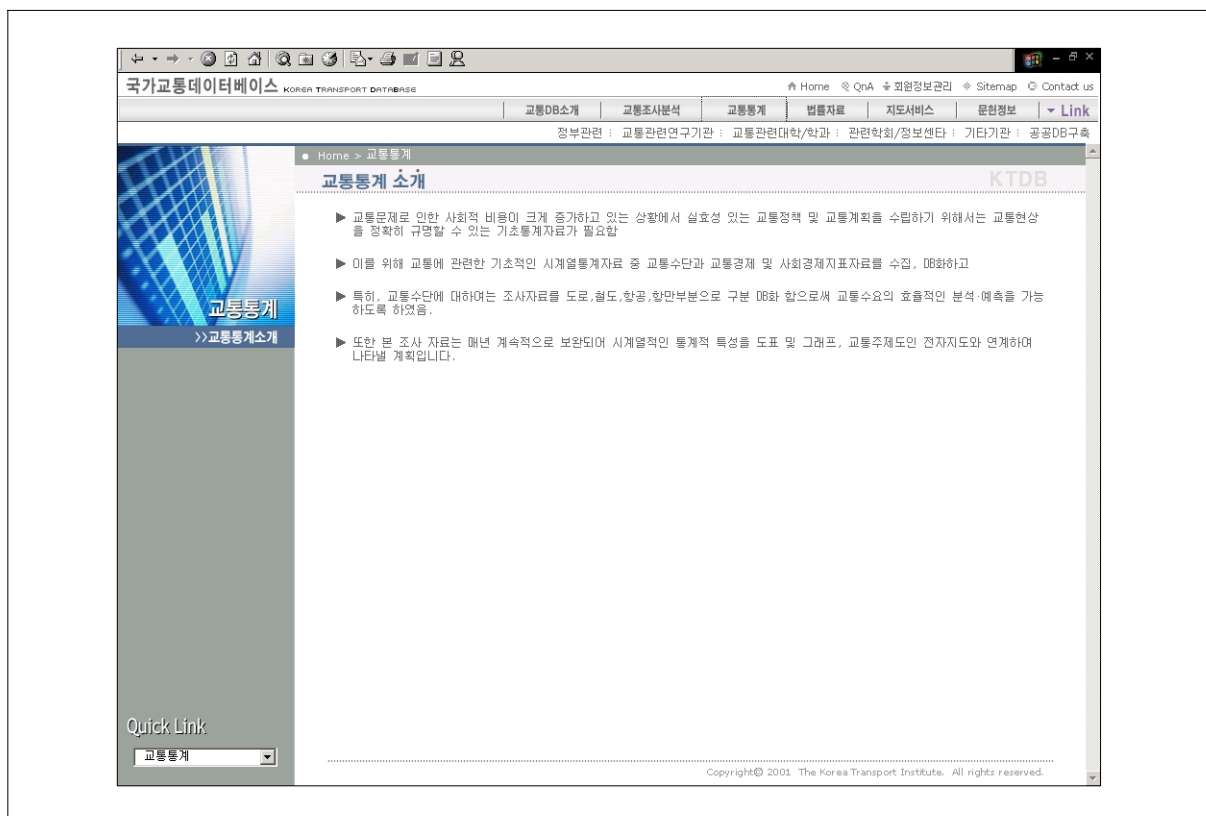 국가교통데이터베이스 KOREA TRANSPORT DATABASE
Home QnA 회원정보관리 Sitemap Contact us
교통DB소개 교통조사분석 교통통계 법률자료 지도서비스 문헌정보 Link
정부관련 : 교통관련연구기관 : 교통관련대학/학과 : 관련학회/정보센타 : 기타기관 : 공공DB구축
Home > 교통통계
교통통계 소개
KTDB
▶ 교통문제로 인한 사회적 비용이 크게 증가하고 있는 상황에서 실효성 있는 교통정책 및 교통계획을 수립하기 위해서는 교통현상
을 정확히 규명할 수 있는 기초통계자료가 필요함
▶ 이를 위해 교통에 관련한 기초적인 시계열통계자료 중 교통수단과 교통경제 및 사회경제지표자료를 수집, DB화하고
▶ 특히, 교통수단에 대하여는 조사자료를 도로,철도,항공,항만부분으로 구분 DB화 함으로써 교통수요의 효율적인 분석·예측을 가능
하도록 하였음.
▶ 또한 본 조사 자료는 매년 계속적으로 보완되어 시계열적인 통계적 특성을 도표 및 그래프, 교통주제도인 전자지도와 연계하여
나타낼 계획입니다.
교통통계
>>교통통계소개
Quick Link
교통통계
Copyright© 2001 The Korea Transport Institute. All rights reserved.